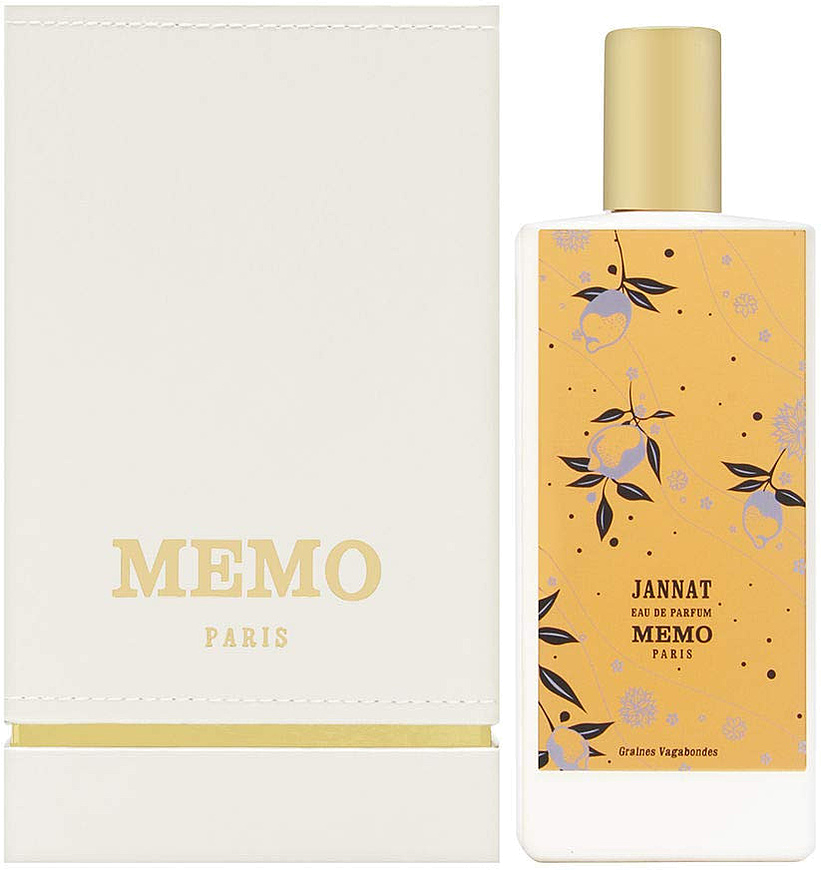 MEMO
PARIS
JANNAT
EAU DE PARFUM
MEMO
PARIS
Graines Vagabondes